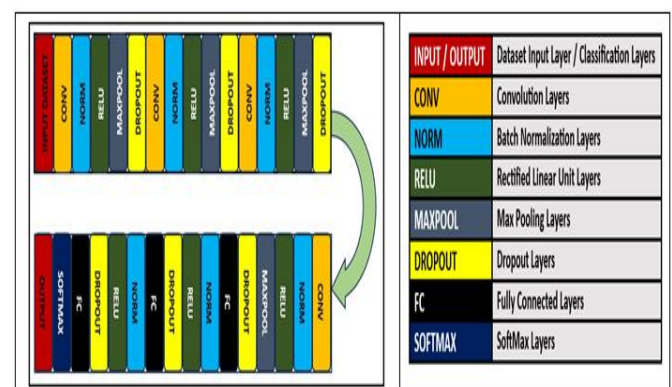 INPUT DATASET
CONV
NORM
RELU
MAXPOOL
DROPOUT
CONV
NORM
RELU
MAXPOOL
DROPOUT
CONV
NORM
RELU
MAXPOOL
DROPOUT
OUTPUT
SOFTMAX
FC
DROPOUT
RELU
NORM
FC
DROPOUT
RELU
NORM
FC
DROPOUT
MAXPOOL
RELU
NORM
CONV
INPUT / OUTPUT Dataset Input Layer / Classification Layers
CONV Convolution Layers
NORM Batch Normalization Layers
RELU Rectified Linear Unit Layers
MAXPOOL Max Pooling Layers
DROPOUT Dropout Layers
FC Fully Connected Layers
SOFTMAX SoftMax Layers